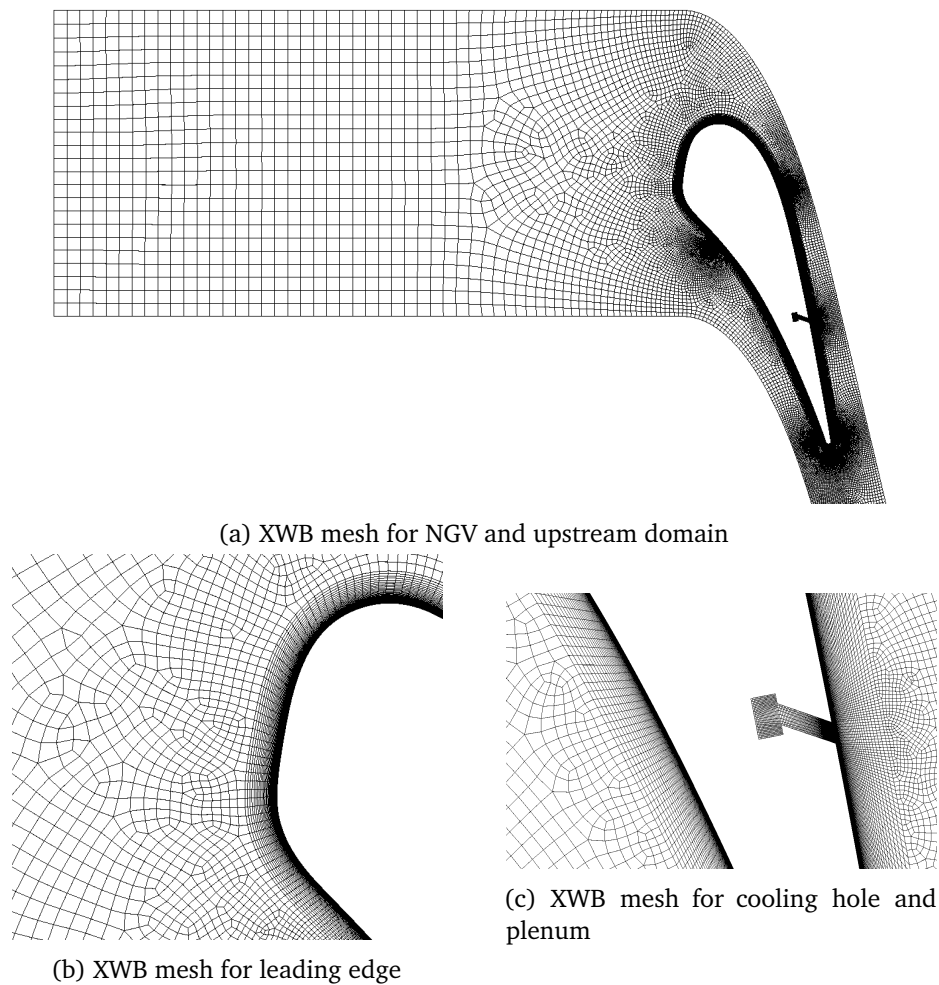 (a) XWB mesh for NGV and upstream domain
(b) XWB mesh for leading edge
(c) XWB mesh for cooling hole and
plenum